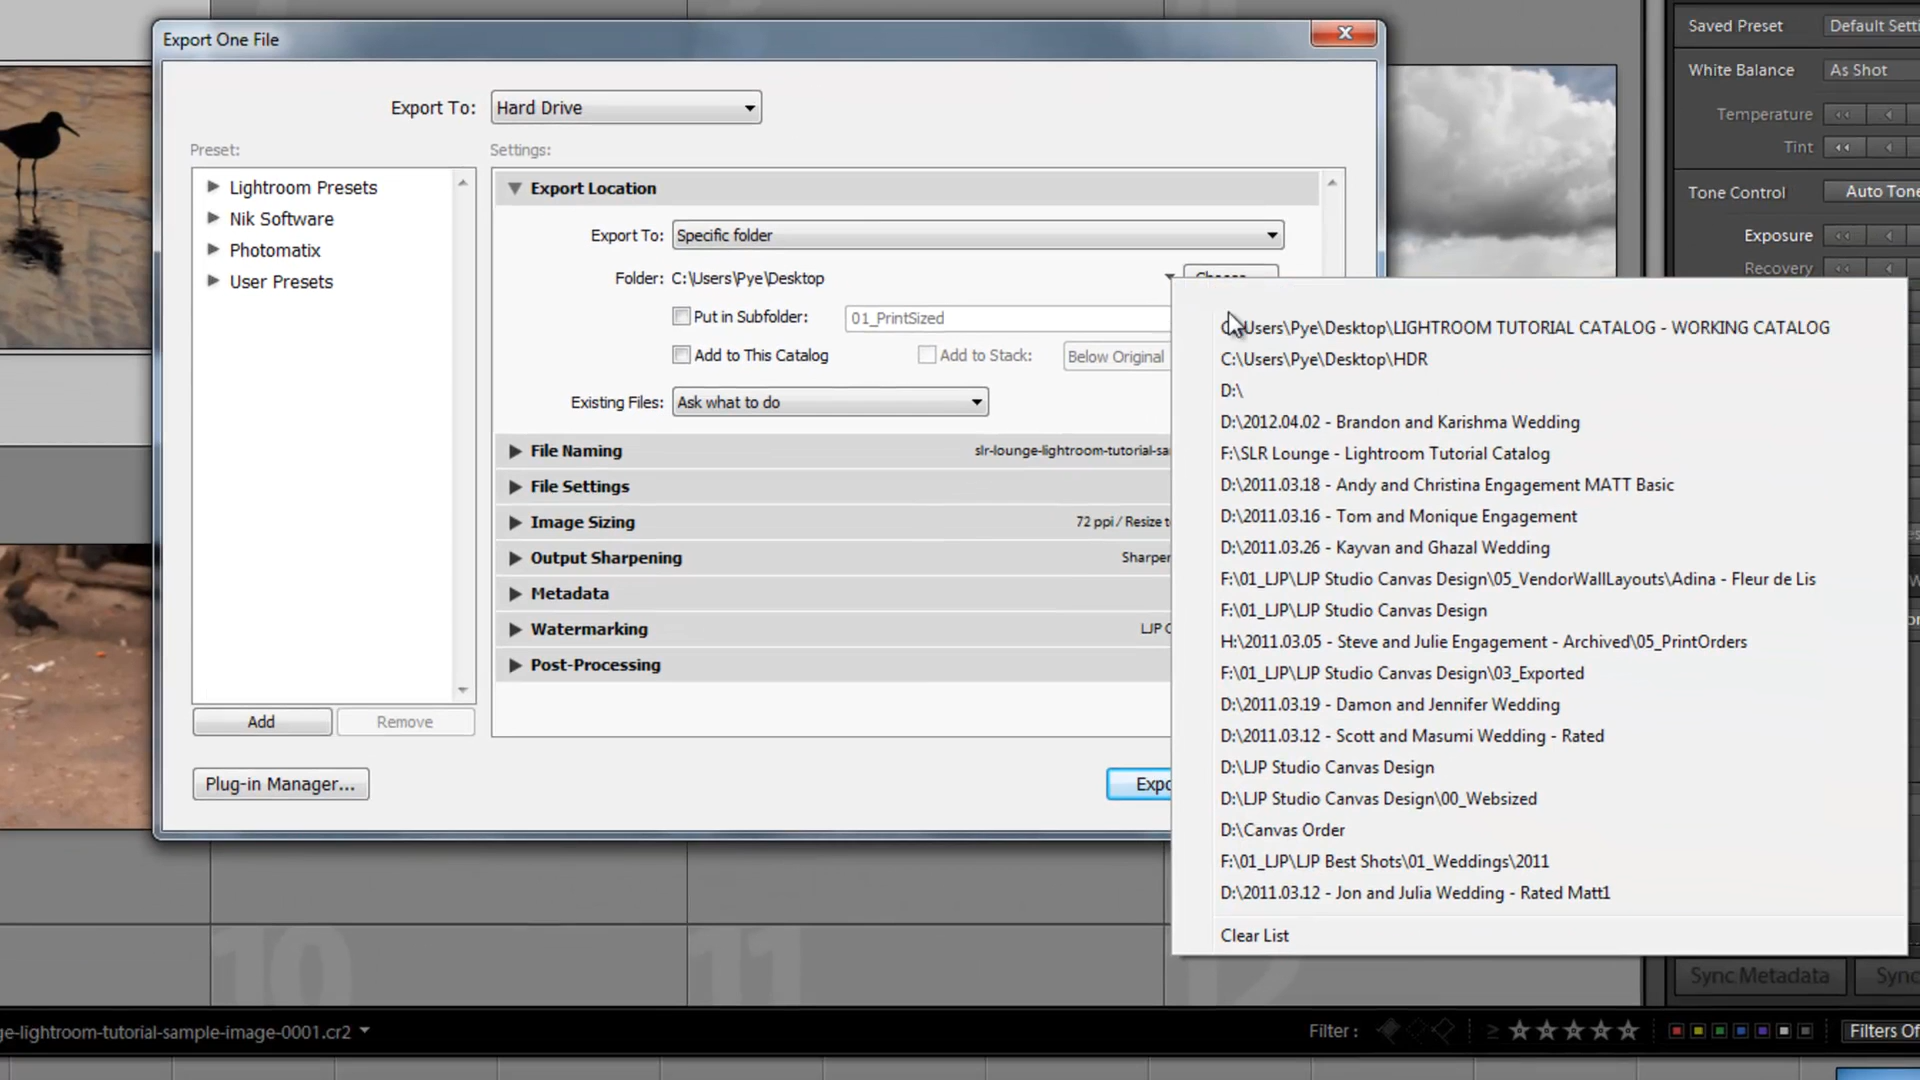 Export One File
Export To: Hard Drive
Preset:
Lightroom Presets
Nik Software
Photomatix
User Presets
Add Remove
Plug-in Manager...
Settings:
Export Location
Export To: Specific folder
Folder: C:\Users\Pye\Desktop
Put in Subfolder: 01_PrintSized
Add to This Catalog Add to Stack: Below Original
Existing Files: Ask what to do
File Naming slr-lounge-lightroom-tutorial-sa
File Settings
Image Sizing 72 ppi / Resize t
Output Sharpening Sharpe
Metadata
Watermarking LJP
Post-Processing
Expo
Users\Pye\Desktop\LIGHTROOM TUTORIAL CATALOG - WORKING CATALOG
C:\Users\Pye\Desktop\HDR
D:\
D:\2012.04.02 - Brandon and Karishma Wedding
F:\SLR Lounge - Lightroom Tutorial Catalog
D:\2011.03.18 - Andy and Christina Engagement MATT Basic
D:\2011.03.16 - Tom and Monique Engagement
D:\2011.03.26 - Kayvan and Ghazal Wedding
F:\01_LJP\LJP Studio Canvas Design\05_VendorWallLayouts\Adina - Fleur de Lis
F:\01_LJP\LJP Studio Canvas Design
H:\2011.03.05 - Steve and Julie Engagement - Archived\05_PrintOrders
F:\01_LJP\LJP Studio Canvas Design\03_Exported
D:\2011.03.19 - Damon and Jennifer Wedding
D:\2011.03.12 - Scott and Masumi Wedding - Rated
D:\LJP Studio Canvas Design
D:\LJP Studio Canvas Design\00_Websized
D:\Canvas Order
F:\01_LJP\LJP Best Shots\01_Weddings\2011
D:\2011.03.12 - Jon and Julia Wedding - Rated Matt1
Clear List
Saved Preset Default Setti
White Balance As Shot
Temperature
Tint
Tone Control Auto Tone
Exposure
Recovery
Sync Metadata Sync
10 11 12
ge-lightroom-tutorial-sample-image-0001.cr2
Filter : ≥ Filters Of